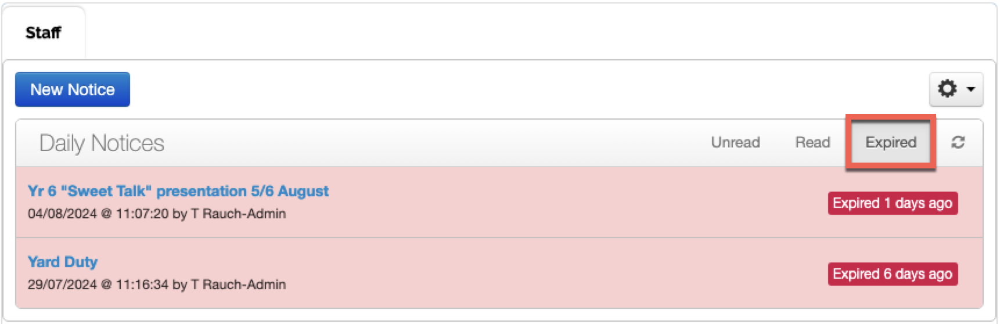 Staff
New Notice
Daily Notices Unread Read Expired
Yr 6 "Sweet Talk" presentation 5/6 August
04/08/2024 @ 11:07:20 by T Rauch-Admin
Expired 1 days ago
Yard Duty
29/07/2024 @ 11:16:34 by T Rauch-Admin
Expired 6 days ago